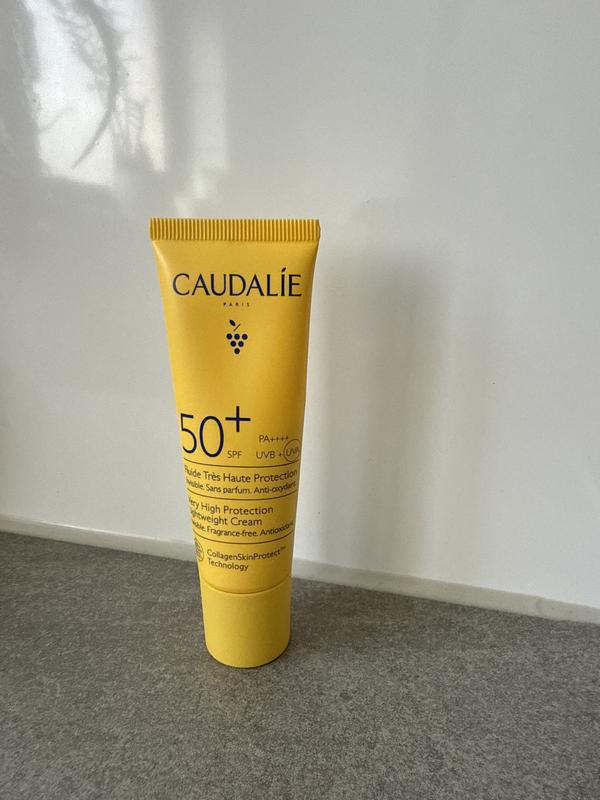 CAUDALÍE
PARIS
50+
SPF
PA++++
UVB + UVA
Fluide Très Haute Protection
Invisible. Sans parfum. Anti-oxydant.
Very High Protection
Lightweight Cream
Invisible. Fragrance-free. Antioxidant.
CollagenSkinProtect™
Technology